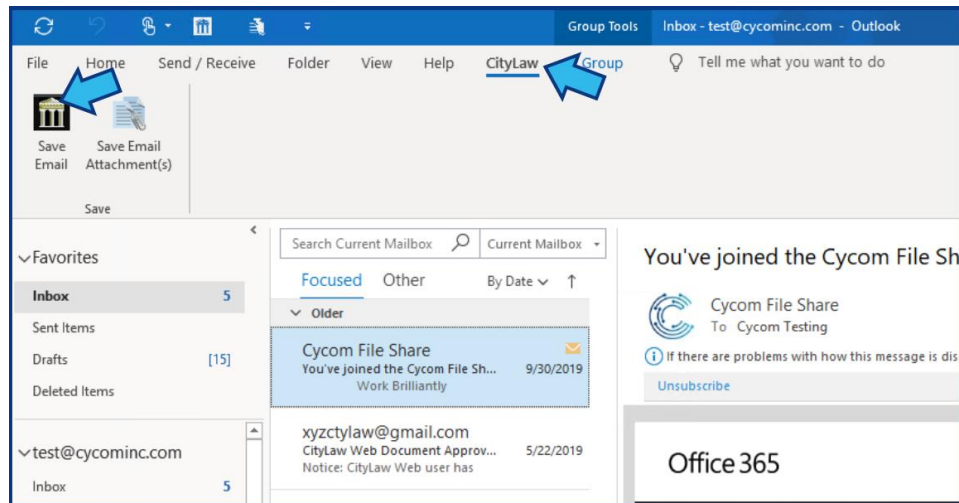 Group Tools Inbox - test@cycominc.com - Outlook
File Home Send / Receive Folder View Help CityLaw Group Tell me what you want to do
Save Email
Save Email Attachment(s)
Save
Favorites
Inbox 5
Sent Items
Drafts [15]
Deleted Items
test@cycominc.com
Inbox 5
Search Current Mailbox Current Mailbox
Focused Other By Date
Older
Cycom File Share
You've joined the Cycom File Sh... 9/30/2019
Work Brilliantly
xyzctylaw@gmail.com
CityLaw Web Document Approv... 5/22/2019
Notice: CityLaw Web user has
You've joined the Cycom File Sh
Cycom File Share
To Cycom Testing
If there are problems with how this message is dis
Unsubscribe
Office 365